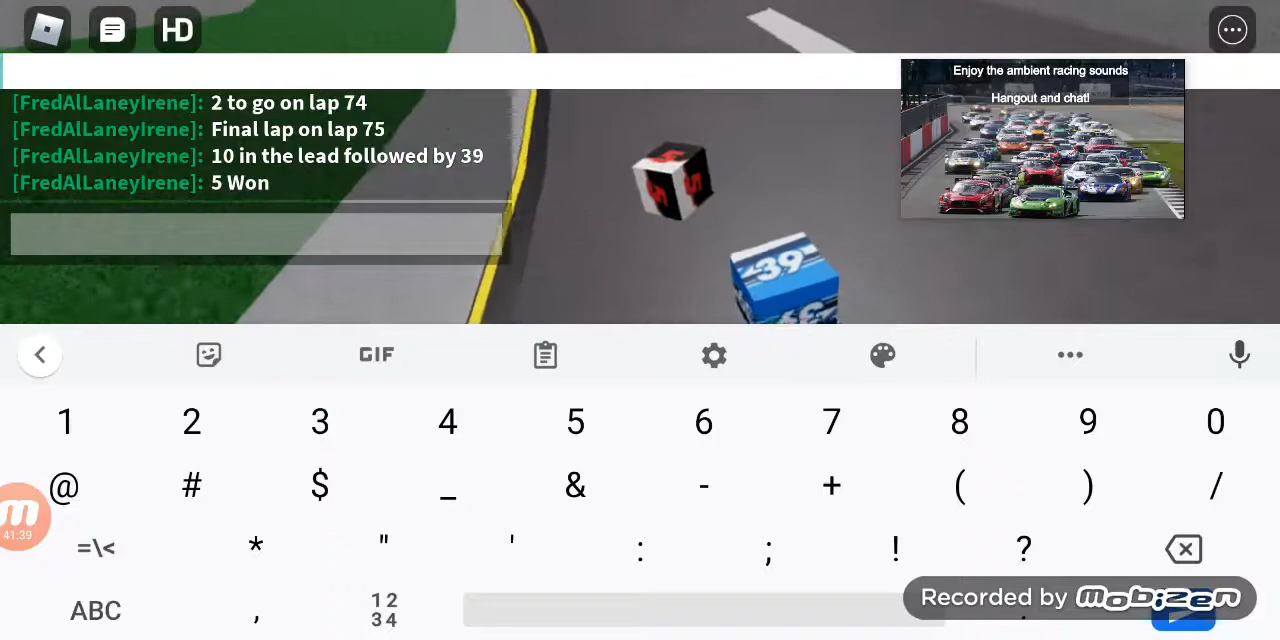 HD
Enjoy the ambient racing sounds
Hangout and chat!
[FredAlLaneyIrene]: 2 to go on lap 74
[FredAlLaneyIrene]: Final lap on lap 75
[FredAlLaneyIrene]: 10 in the lead followed by 39
[FredAlLaneyIrene]: 5 Won
5 5
39
GIF
1 2 3 4 5 6 7 8 9 0
@ # $ _ & - + ( ) /
41:39
=\< * " ' : ; ! ?
ABC , 12 34
Recorded by mobizen